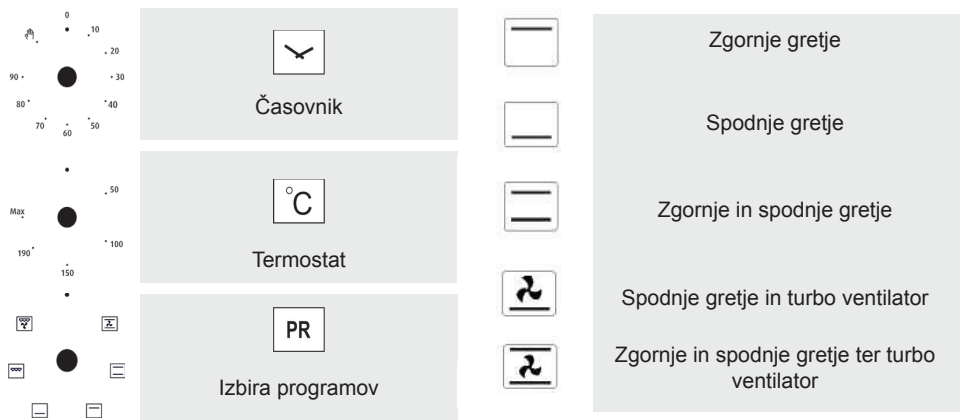 0
10
20
30
40
50
60
70
80
90
Časovnik
50
100
150
190
Max
°C
Termostat
PR
Izbira programov
Zgornje gretje
Spodnje gretje
Zgornje in spodnje gretje
Spodnje gretje in turbo ventilator
Zgornje in spodnje gretje ter turbo
ventilator